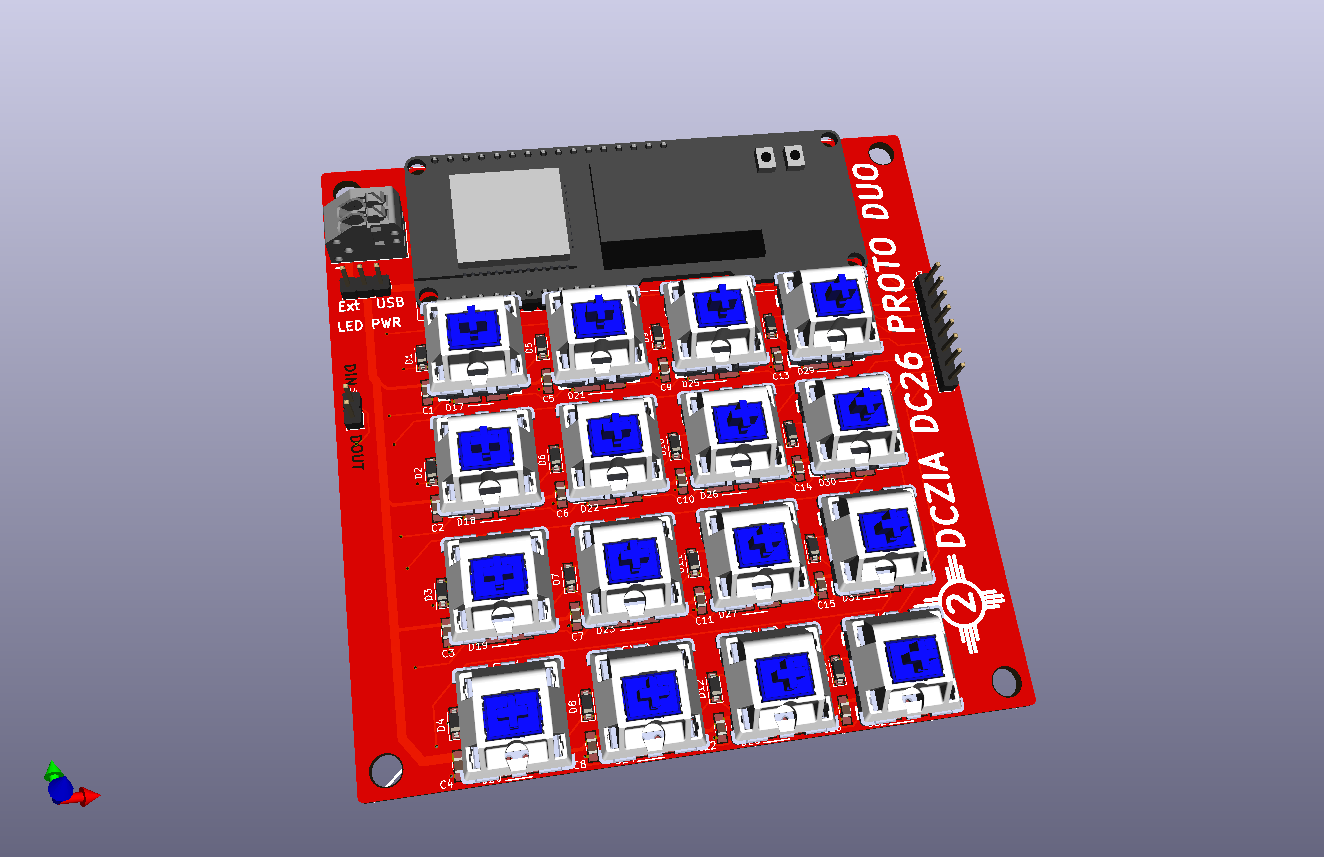 Ext USB
LED PWR
DIN
DOUT
DCZIA DC26 PROTO DUO
2
D1
D5
D25
D29
C1
D17
C5
D21
C9
C13
D2
D6
C2
D18
C6
D22
C10
D26
C14
D30
D3
D7
C3
D19
C7
D23
C11
D27
C15
D4
D8
D12
C4
C8